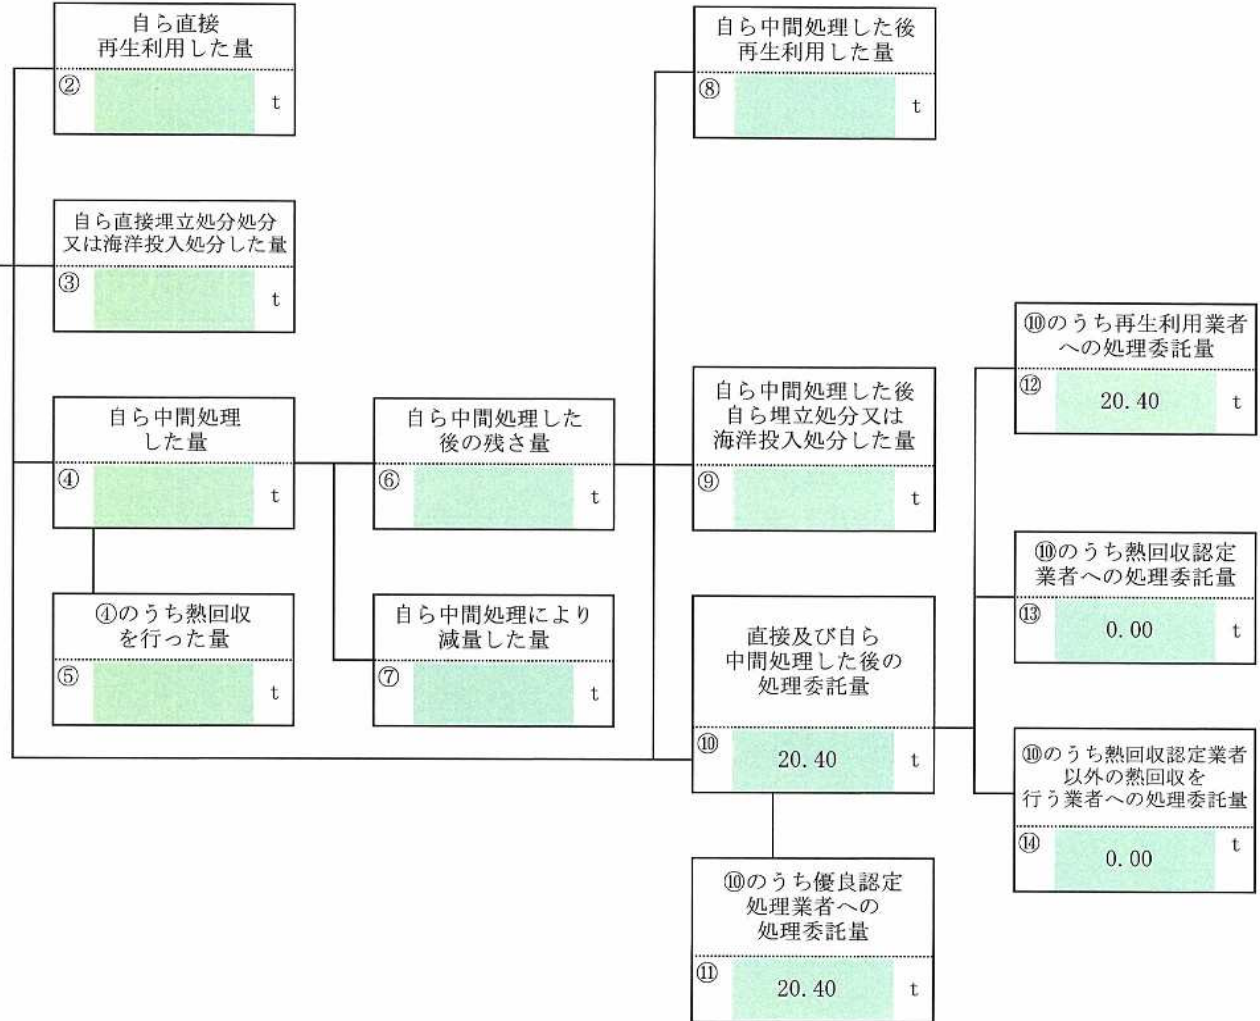 自ら直接
再生利用した量
②
t
自ら直接埋立処分処分
又は海洋投入処分した量
③
t
自ら中間処理
した量
④
t
④のうち熱回収
を行った量
⑤
t
自ら中間処理した
後の残さ量
⑥
t
自ら中間処理により
減量した量
⑦
t
自ら中間処理した後
再生利用した量
⑧
t
自ら中間処理した後
自ら埋立処分又は
海洋投入処分した量
⑨
t
直接及び自ら
中間処理した後の
処理委託量
⑩ 20.40 t
⑩のうち優良認定
処理業者への
処理委託量
⑪ 20.40 t
⑩のうち再生利用業者
への処理委託量
⑫ 20.40 t
⑩のうち熱回収認定
業者への処理委託量
⑬ 0.00 t
⑩のうち熱回収認定業者
以外の熱回収を
行う業者への処理委託量
⑭ 0.00 t